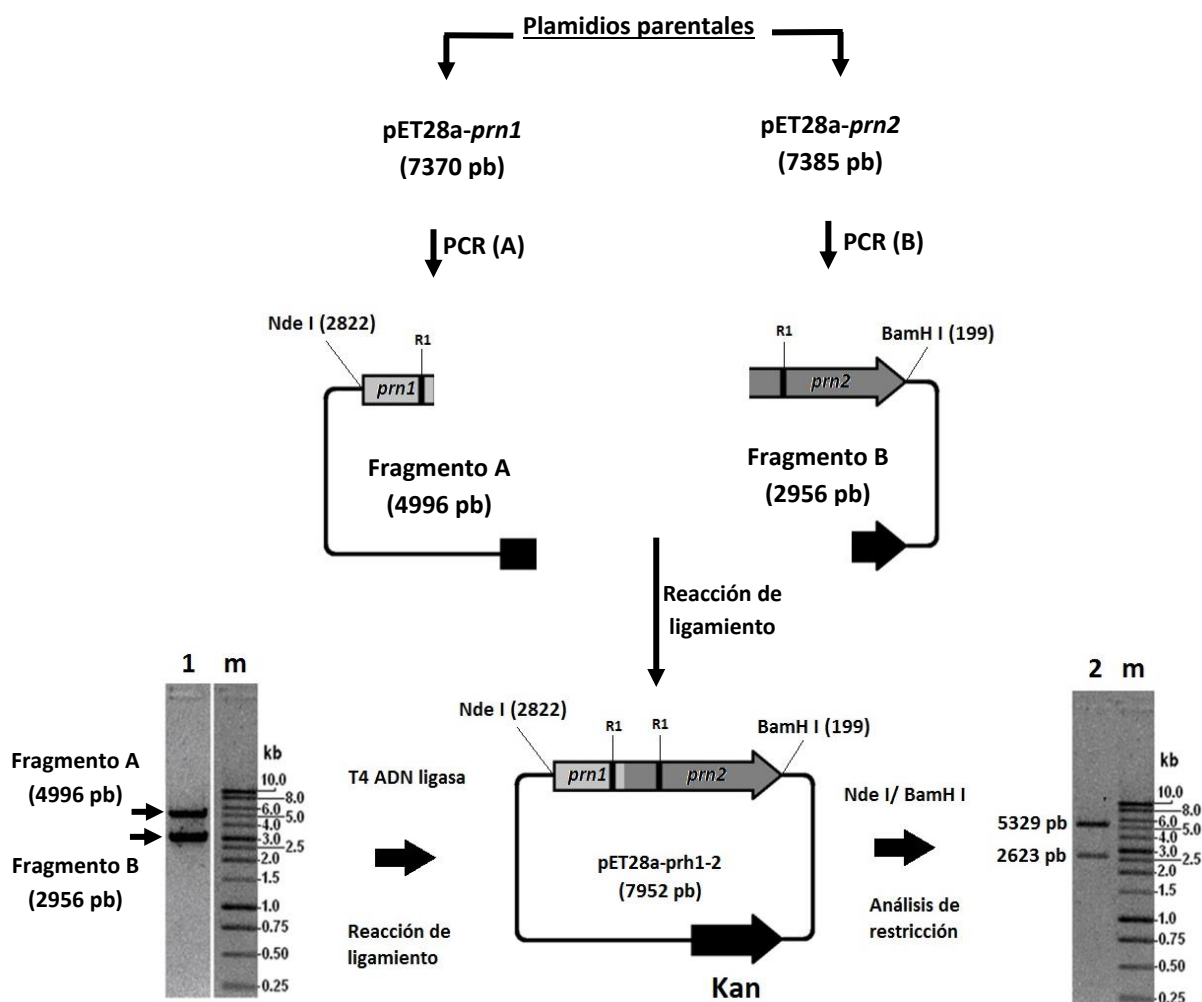 Plamidios parentales
pET28a-prn1
(7370 pb)
pET28a-prn2
(7385 pb)
PCR (A)
PCR (B)
Nde I (2822)
R1
prn1
Fragmento A
(4996 pb)
R1
BamH I (199)
prn2
Fragmento B
(2956 pb)
Reacción de
ligamiento
1 m
kb
10.0
8.0
6.0
5.0
4.0
3.0
2.5
2.0
1.5
1.0
0.75
0.50
0.25
Fragmento A
(4996 pb)
Fragmento B
(2956 pb)
T4 ADN ligasa
Reacción de
ligamiento
Nde I (2822)
R1
R1
BamH I (199)
prn1
prn2
pET28a-prh1-2
(7952 pb)
Kan
Nde I/ BamH I
Análisis de
restricción
2 m
kb
5329 pb
2623 pb
10.0
8.0
6.0
5.0
4.0
3.0
2.5
2.0
1.5
1.0
0.75
0.50
0.25